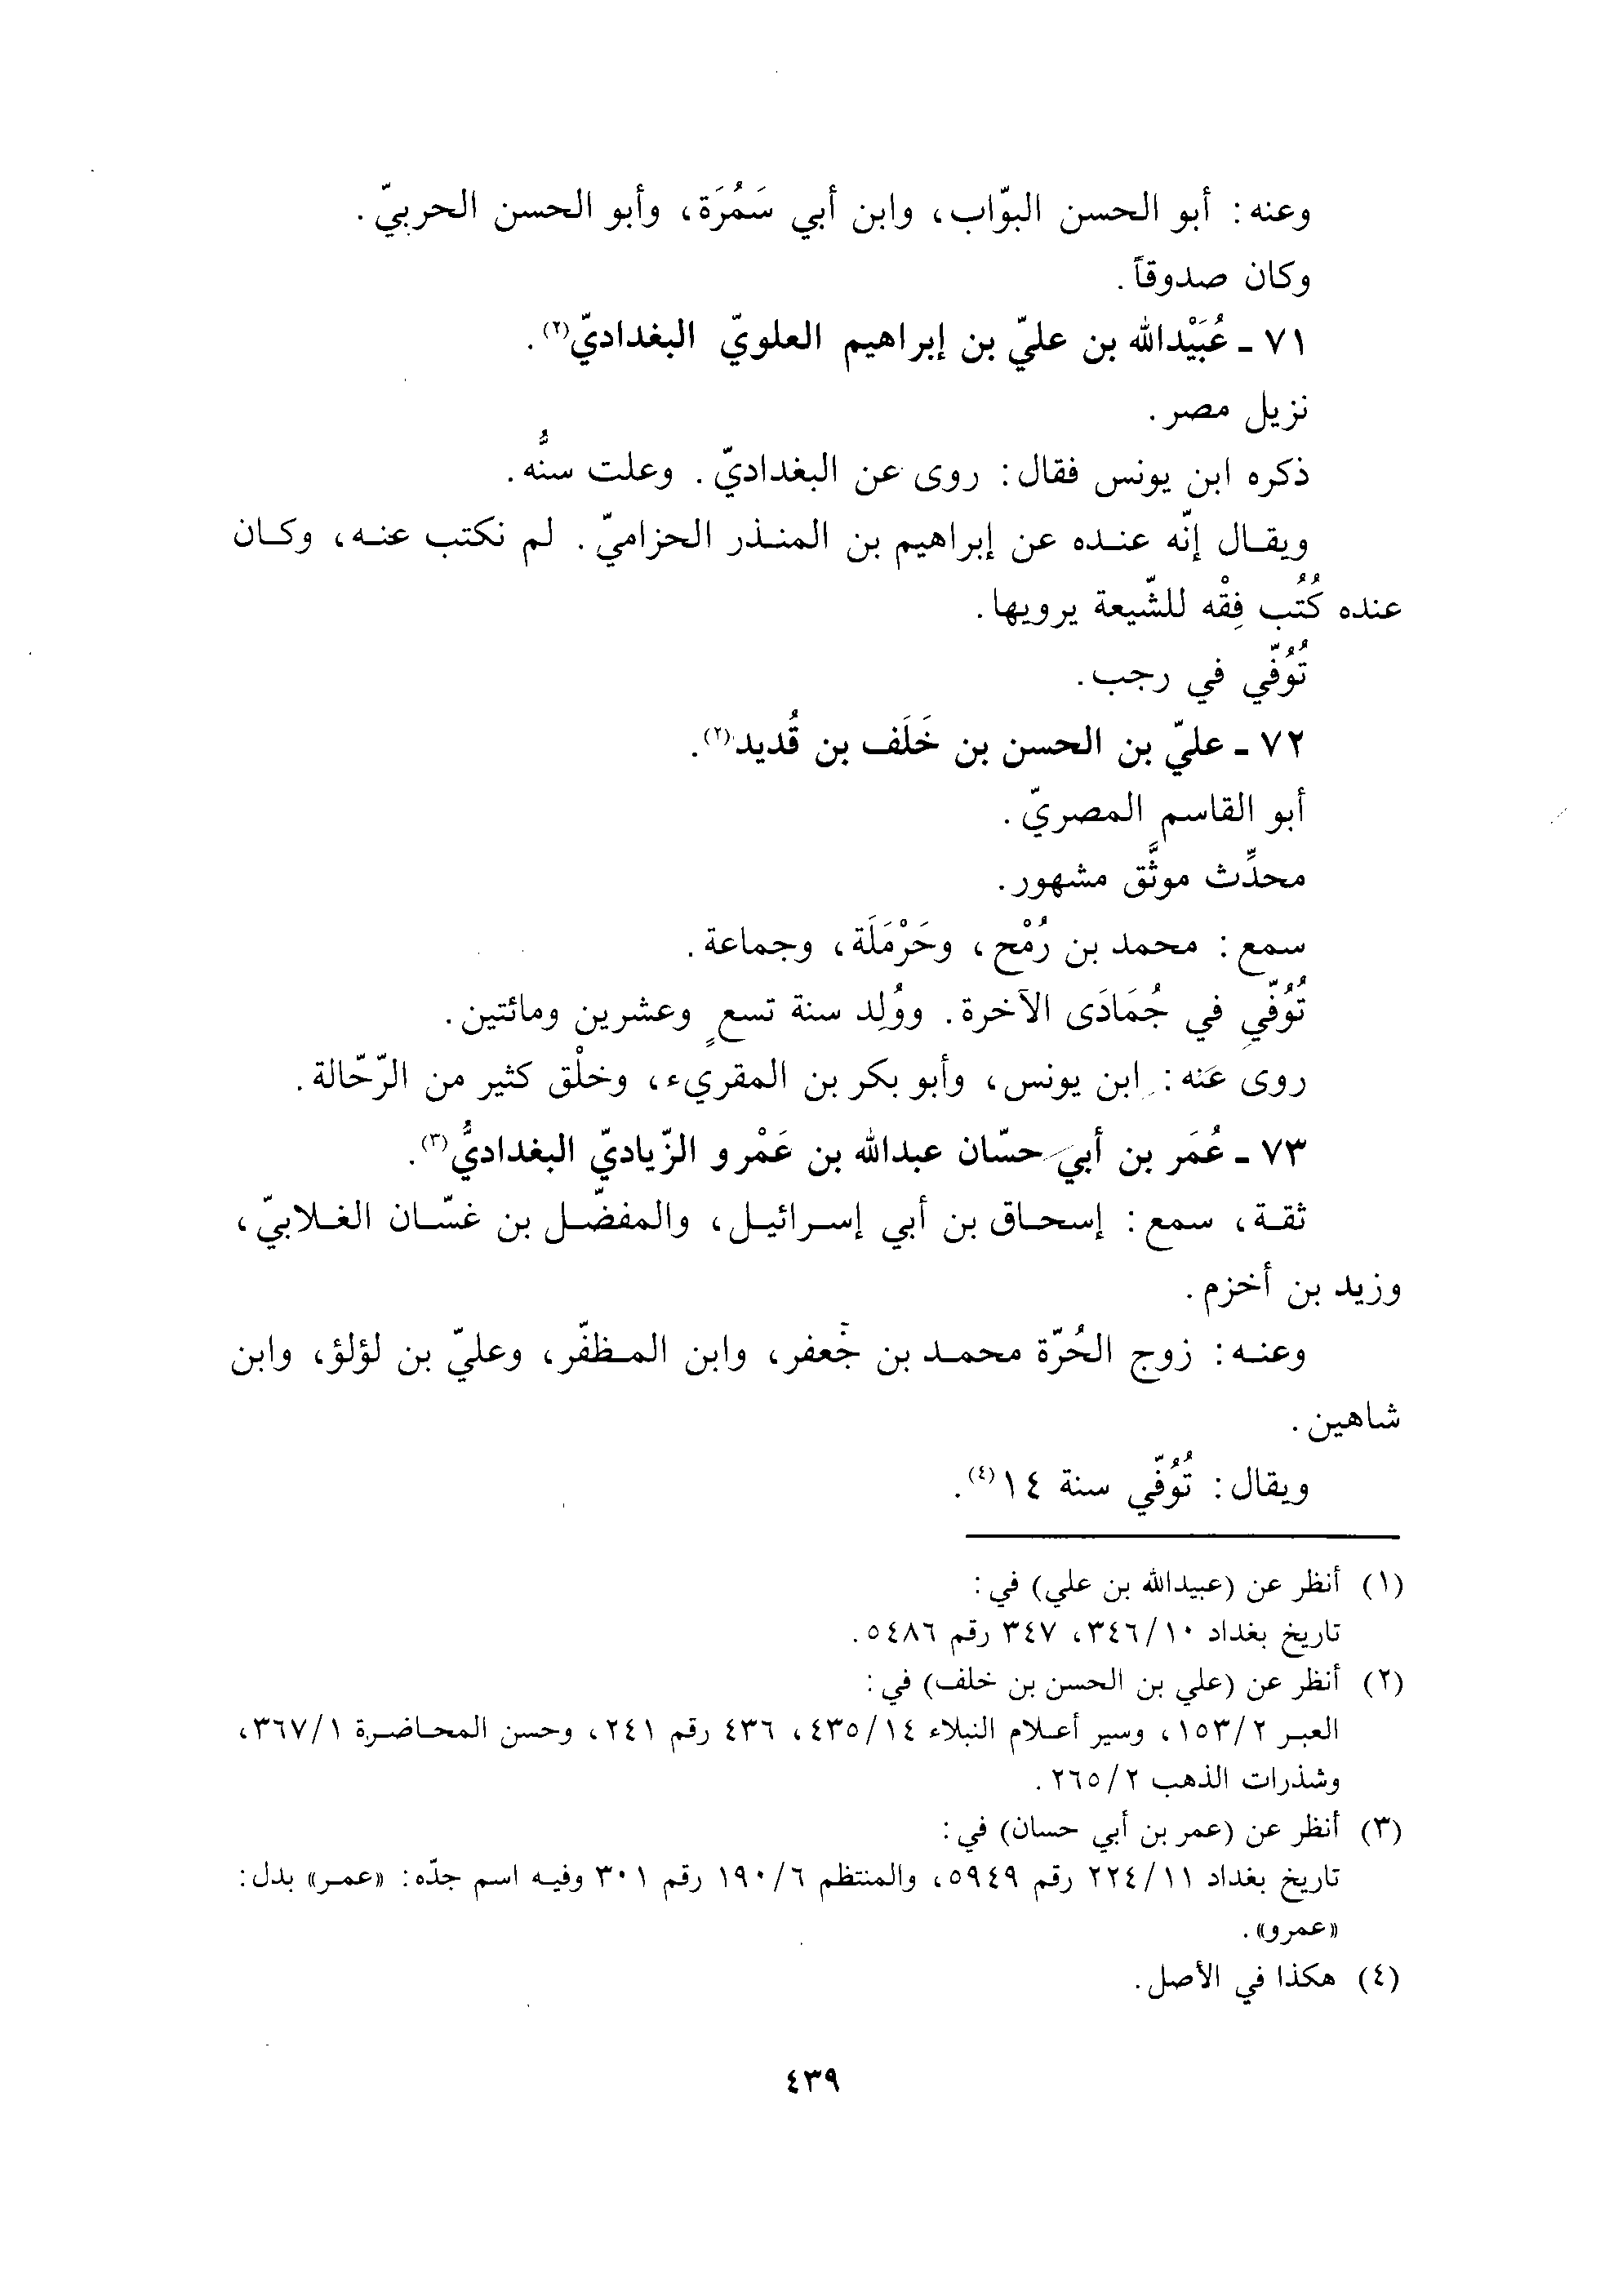 وعنه: أبو الحسن البوّاب، وابن أبي سَمُرَة، وأبو الحسن الحربيّ.
وكان صدوقاً.
٧١ - عُبَيْدالله بن عليّ بن إبراهيم العلويّ البغداديّ(٢).
نزيل مصر.
ذكره ابن يونس فقال: روى عن البغداديّ. وعلت سنُّه.
ويقال إنّه عنده عن إبراهيم بن المنذر الحزاميّ. لم نكتب عنه، وكان
عنده كُتُب فِقْه للشّيعة يرويها.
تُوُفّي في رجب.
٧٢ - عليّ بن الحسن بن خَلَف بن قُديد(٢).
أبو القاسم المصريّ.
محدِّث موثَّق مشهور.
سمع: محمد بن رُمْح، وحَرْمَلَة، وجماعة.
تُوُفّي في جُمَادَى الآخرة. ووُلِد سنة تسعٍ وعشرين ومائتين.
روى عَنه: ابن يونس، وأبو بكر بن المقريء، وخلْق كثير من الرّحّالة.
٧٣ - عُمَر بن أبي حسّان عبدالله بن عَمْرو الزّياديّ البغداديُّ(٣).
ثقة، سمع: إسحاق بن أبي إسرائيل، والمفضّل بن غسّان الغلابيّ،
وزيد بن أخزم.
وعنه: زوج الحُرّة محمد بن جَعفر، وابن المظفّر، وعليّ بن لؤلؤ، وابن
شاهين.
ويقال: تُوُفّي سنة ١٤(٤).
(١) أنظر عن (عبيدالله بن علي) في:
تاريخ بغداد ٣٤٦/١٠، ٣٤٧ رقم ٥٤٨٦.
(٢) أنظر عن (علي بن الحسن بن خلف) في:
العبر ١٥٣/٢، وسير أعلام النبلاء ٤٣٥/١٤، ٤٣٦ رقم ٢٤١، وحسن المحاضرة ٣٦٧/١،
وشذرات الذهب ٢٦٥/٢.
(٣) أنظر عن (عمر بن أبي حسان) في:
تاريخ بغداد ٢٢٤/١١ رقم ٥٩٤٩، والمنتظم ١٩٠/٦ رقم ٣٠١ وفيه اسم جدّه: «عمر» بدل:
«عمرو».
(٤) هكذا في الأصل.
٤٣٩